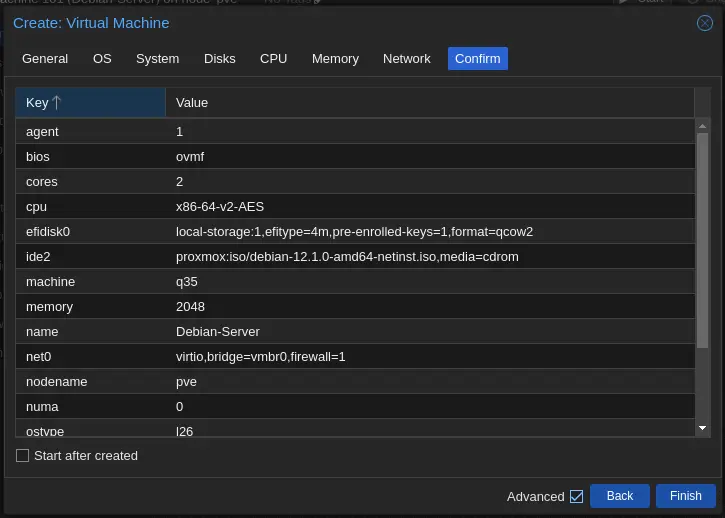 Create: Virtual Machine
General OS System Disks CPU Memory Network Confirm
Key Value
agent 1
bios ovmf
cores 2
cpu x86-64-v2-AES
efidisk0 local-storage:1,efitype=4m,pre-enrolled-keys=1,format=qcow2
ide2 proxmox:iso/debian-12.1.0-amd64-netinst.iso,media=cdrom
machine q35
memory 2048
name Debian-Server
net0 virtio,bridge=vmbr0,firewall=1
nodename pve
numa 0
ostype l26
Start after created
Advanced Back Finish